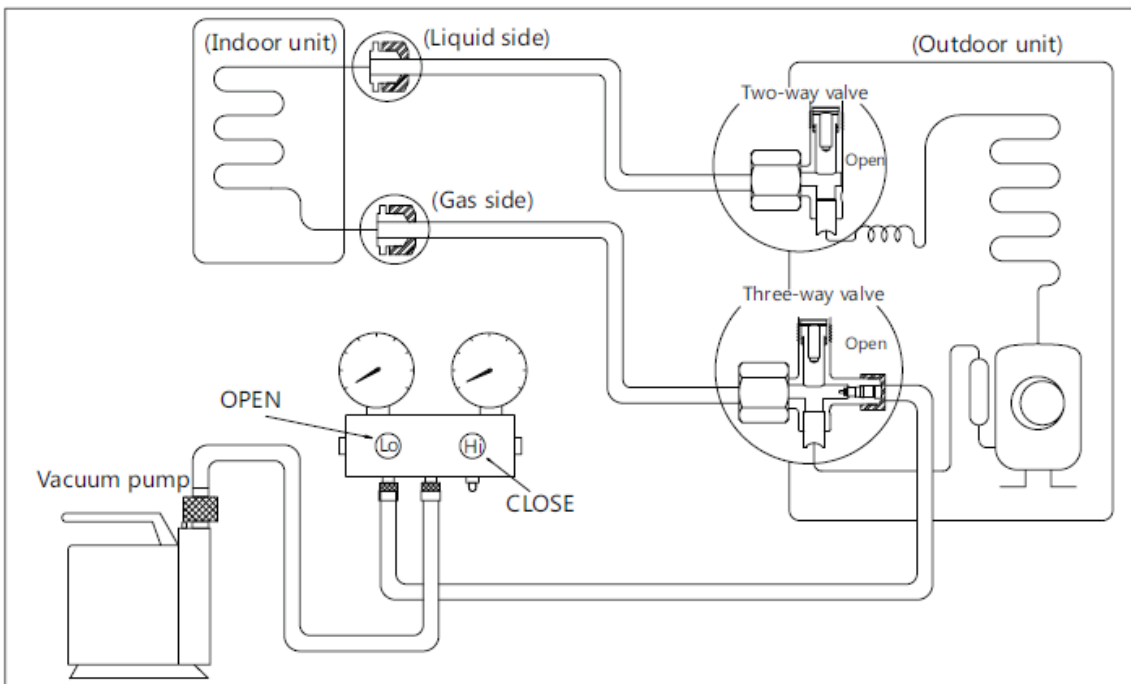 (Indoor unit)
(Liquid side)
(Outdoor unit)
Two-way valve
Open
(Gas side)
Three-way valve
Open
OPEN
Lo
Hi
Vacuum pump
CLOSE